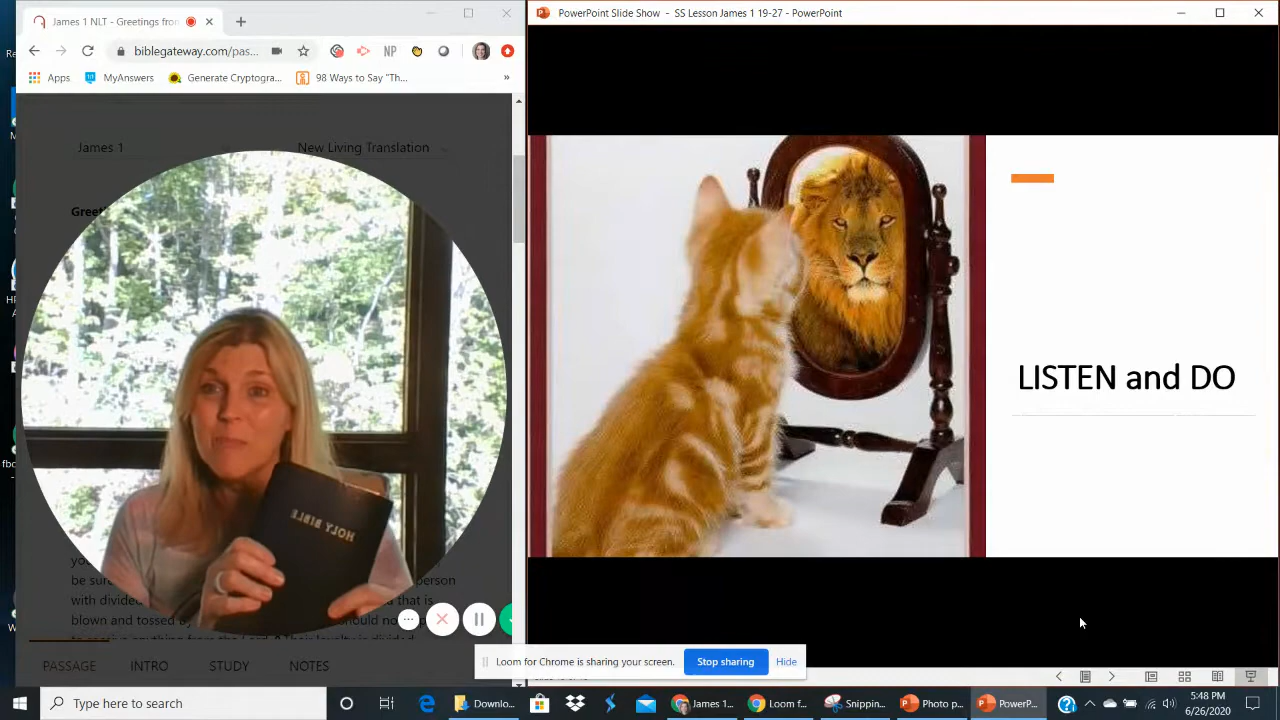 James 1 NLT - Greetings from
PowerPoint Slide Show - SS Lesson James 1 19-27 - PowerPoint
biblegateway.com/pas...
NP
Apps
MyAnswers
Generate Cryptogra...
98 Ways to Say "Th...
»
James 1
New Living Translation
LISTEN and DO
HOLY BIBLE
be sur
person
with divided
that is
blown and tossed
should not
PASSAGE
INTRO
STUDY
NOTES
Loom for Chrome is sharing your screen.
Stop sharing
Hide
Type here to search
Downlo...
James 1...
Loom f...
Snippin...
Photo p...
PowerP...
5:48 PM
6/26/2020